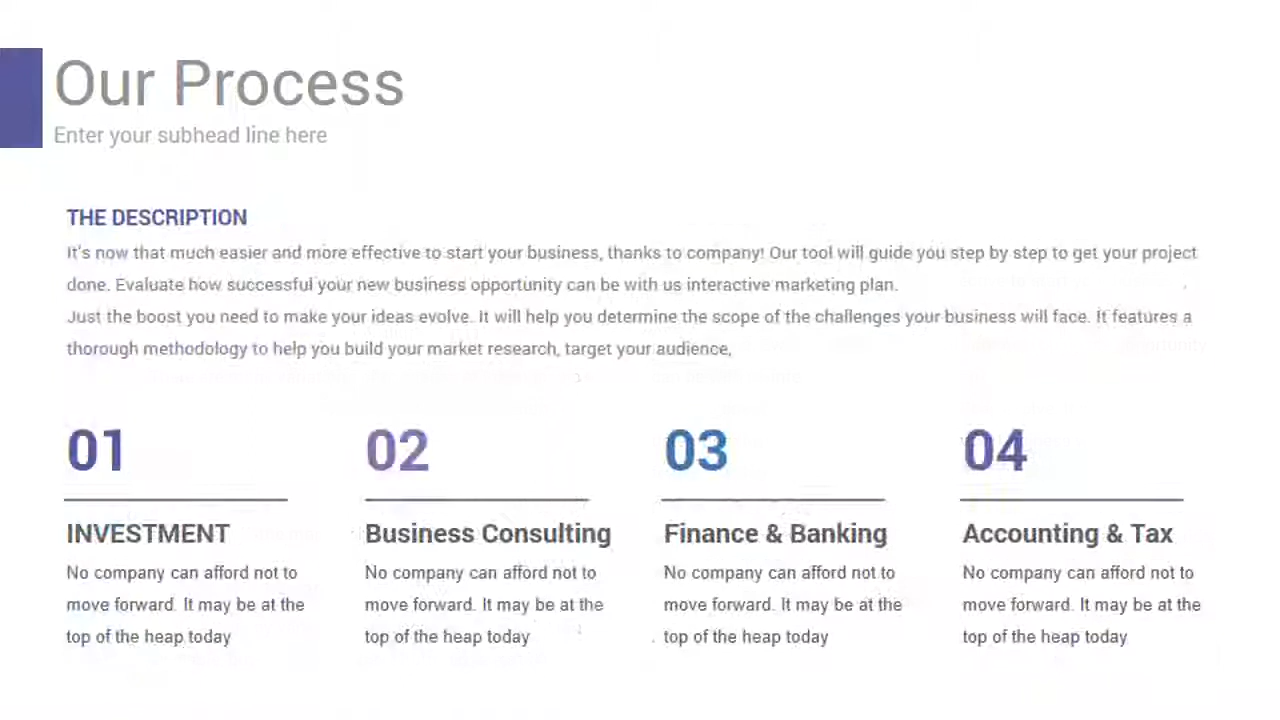 Our Process
Enter your subhead line here
THE DESCRIPTION
It's now that much easier and more effective to start your business, thanks to company! Our tool will guide you step by step to get your project
done. Evaluate how successful your new business opportunity can be with us interactive marketing plan.
Just the boost you need to make your ideas evolve. It will help you determine the scope of the challenges your business will face. It features a
thorough methodology to help you build your market research, target your audience,
01
INVESTMENT
No company can afford not to
move forward. It may be at the
top of the heap today
02
Business Consulting
No company can afford not to
move forward. It may be at the
top of the heap today
03
Finance & Banking
No company can afford not to
move forward. It may be at the
top of the heap today
04
Accounting & Tax
No company can afford not to
move forward. It may be at the
top of the heap today